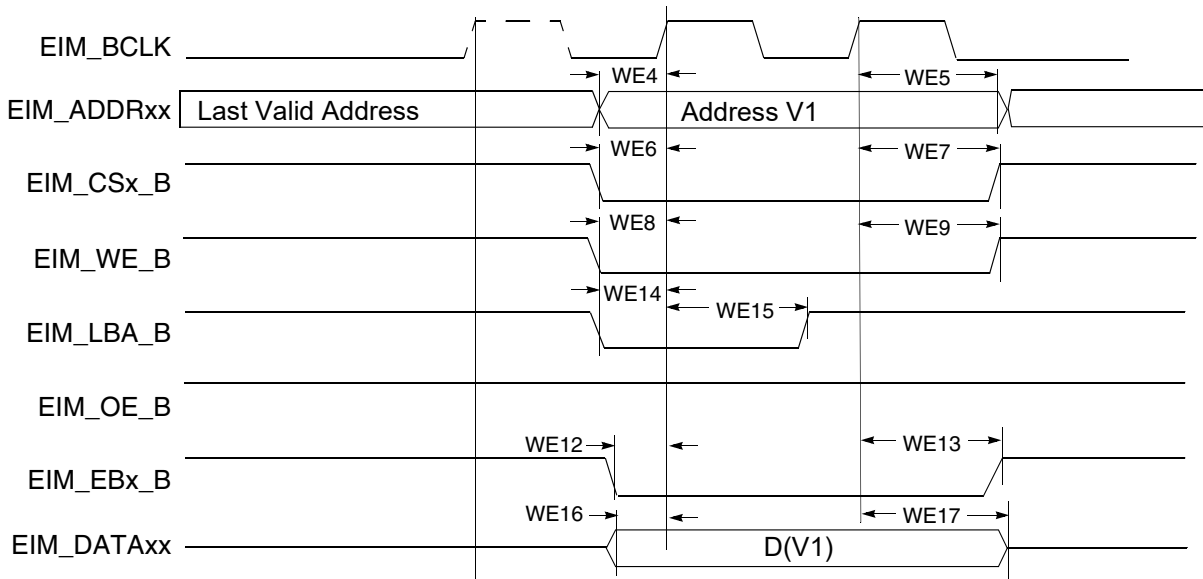 EIM_BCLK
WE4
WE5
EIM_ADDRxx
Last Valid Address
Address V1
WE6
WE7
EIM_CSx_B
WE8
WE9
EIM_WE_B
WE14
WE15
EIM_LBA_B
EIM_OE_B
WE12
WE13
EIM_EBx_B
WE16
WE17
EIM_DATAxx
D(V1)